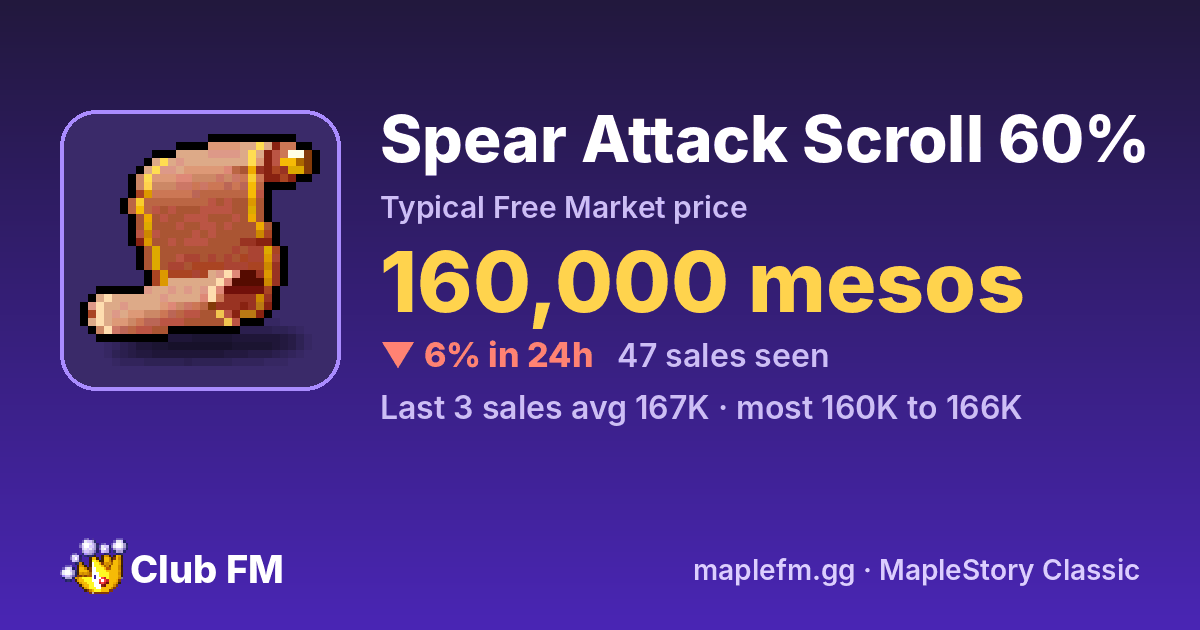 Spear Attack Scroll 60%
Typical Free Market price
160,000 mesos
▼ 6% in 24h 47 sales seen
Last 3 sales avg 167K · most 160K to 166K
Club FM
maplefm.gg · MapleStory Classic